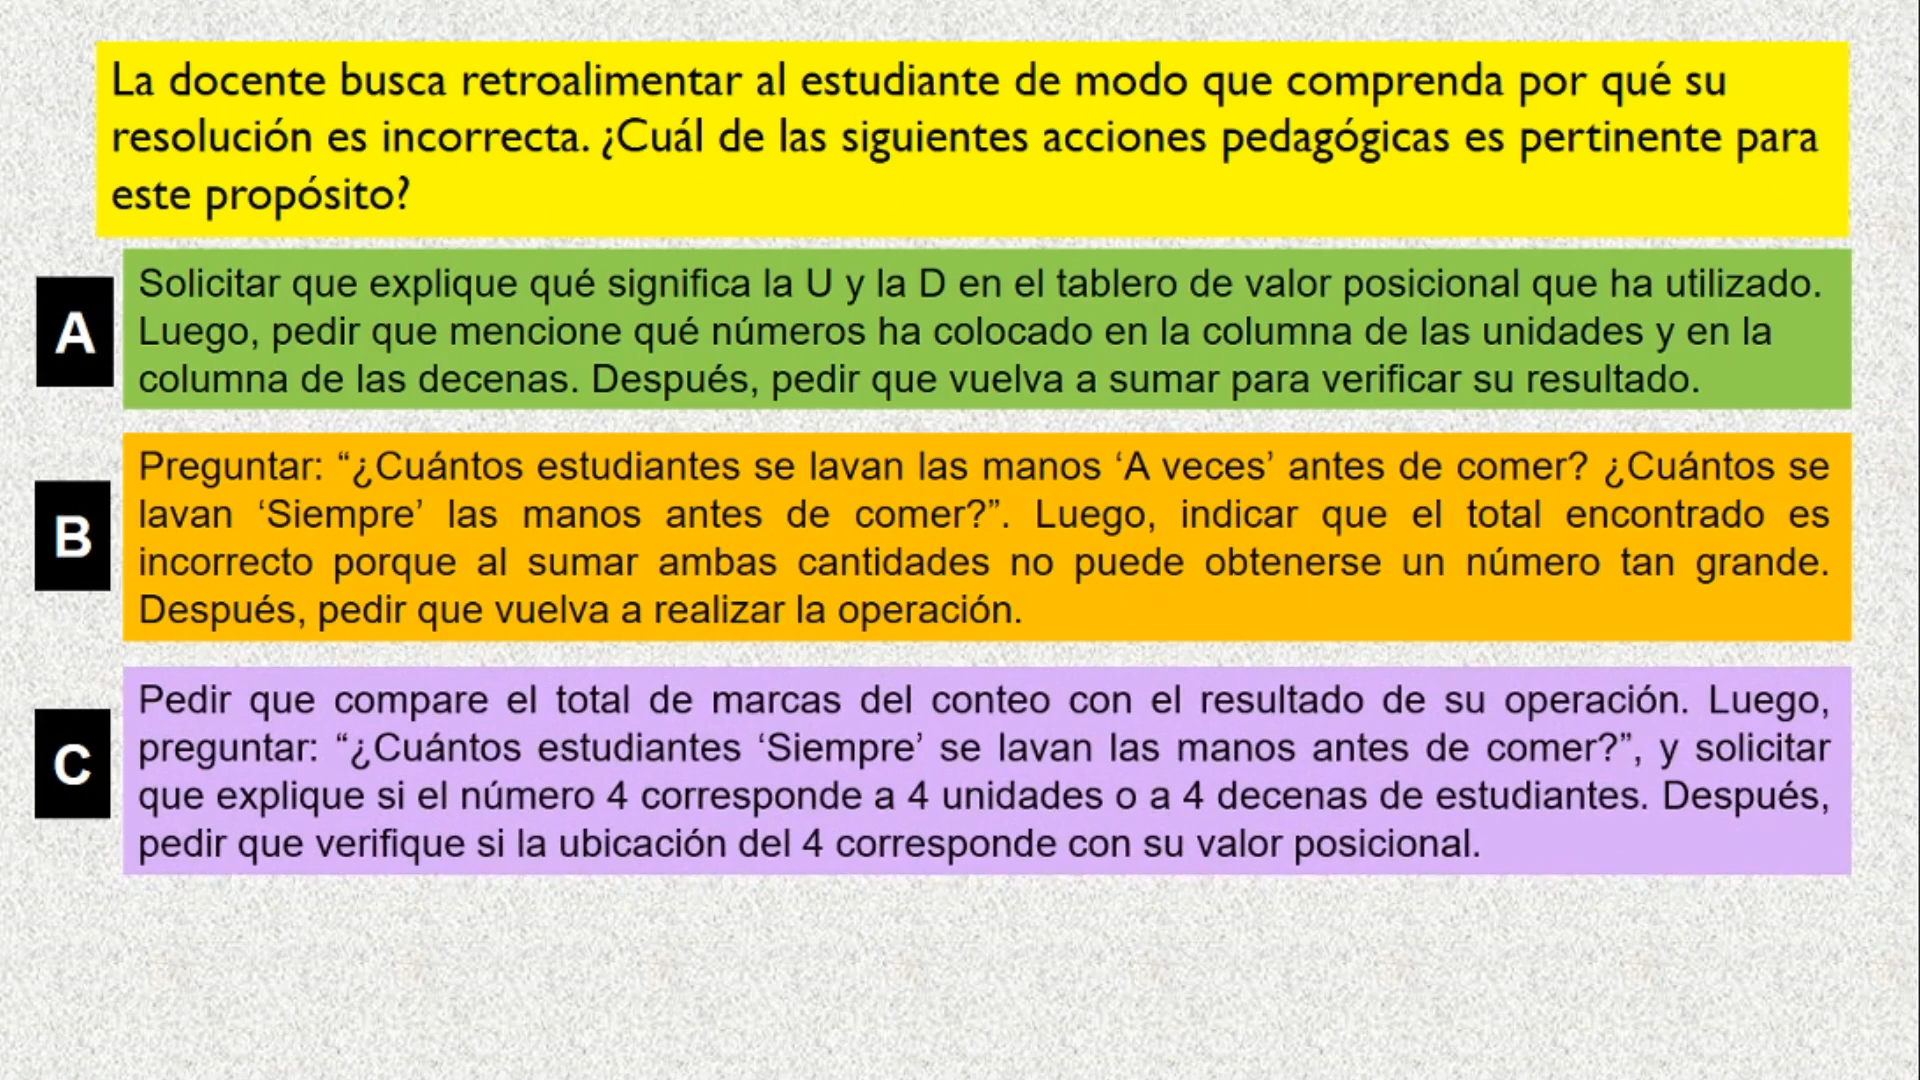 La docente busca retroalimentar al estudiante de modo que comprenda por qué su
resolución es incorrecta. ¿Cuál de las siguientes acciones pedagógicas es pertinente para
este propósito?
A
Solicitar que explique qué significa la U y la D en el tablero de valor posicional que ha utilizado.
Luego, pedir que mencione qué números ha colocado en la columna de las unidades y en la
columna de las decenas. Después, pedir que vuelva a sumar para verificar su resultado.
B
Preguntar: “¿Cuántos estudiantes se lavan las manos ‘A veces’ antes de comer? ¿Cuántos se
lavan ‘Siempre’ las manos antes de comer?”. Luego, indicar que el total encontrado es
incorrecto porque al sumar ambas cantidades no puede obtenerse un número tan grande.
Después, pedir que vuelva a realizar la operación.
C
Pedir que compare el total de marcas del conteo con el resultado de su operación. Luego,
preguntar: “¿Cuántos estudiantes ‘Siempre’ se lavan las manos antes de comer?”, y solicitar
que explique si el número 4 corresponde a 4 unidades o a 4 decenas de estudiantes. Después,
pedir que verifique si la ubicación del 4 corresponde con su valor posicional.